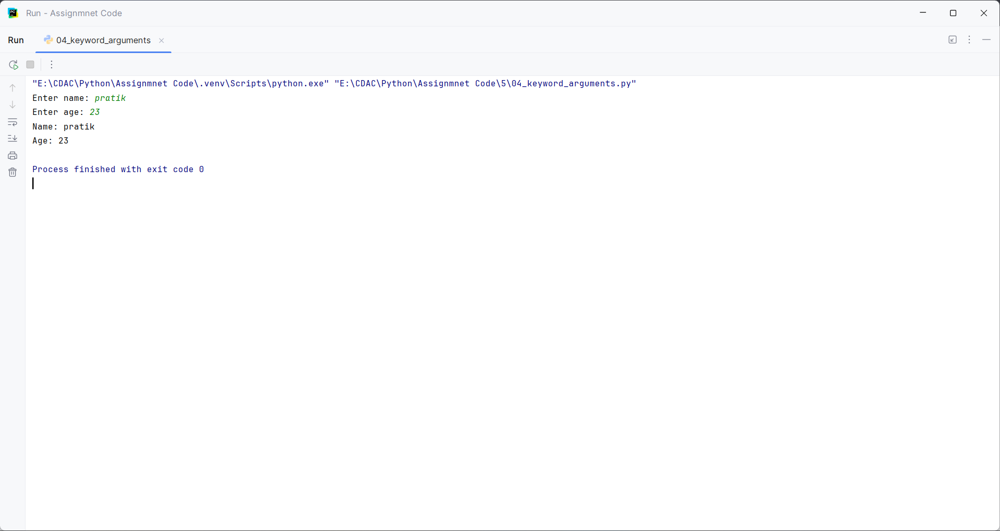 Run - Assignmnet Code
Run 04_keyword_arguments
"E:\CDAC\Python\Assignmnet Code\.venv\Scripts\python.exe" "E:\CDAC\Python\Assignmnet Code\5\04_keyword_arguments.py"
Enter name: pratik
Enter age: 23
Name: pratik
Age: 23
Process finished with exit code 0